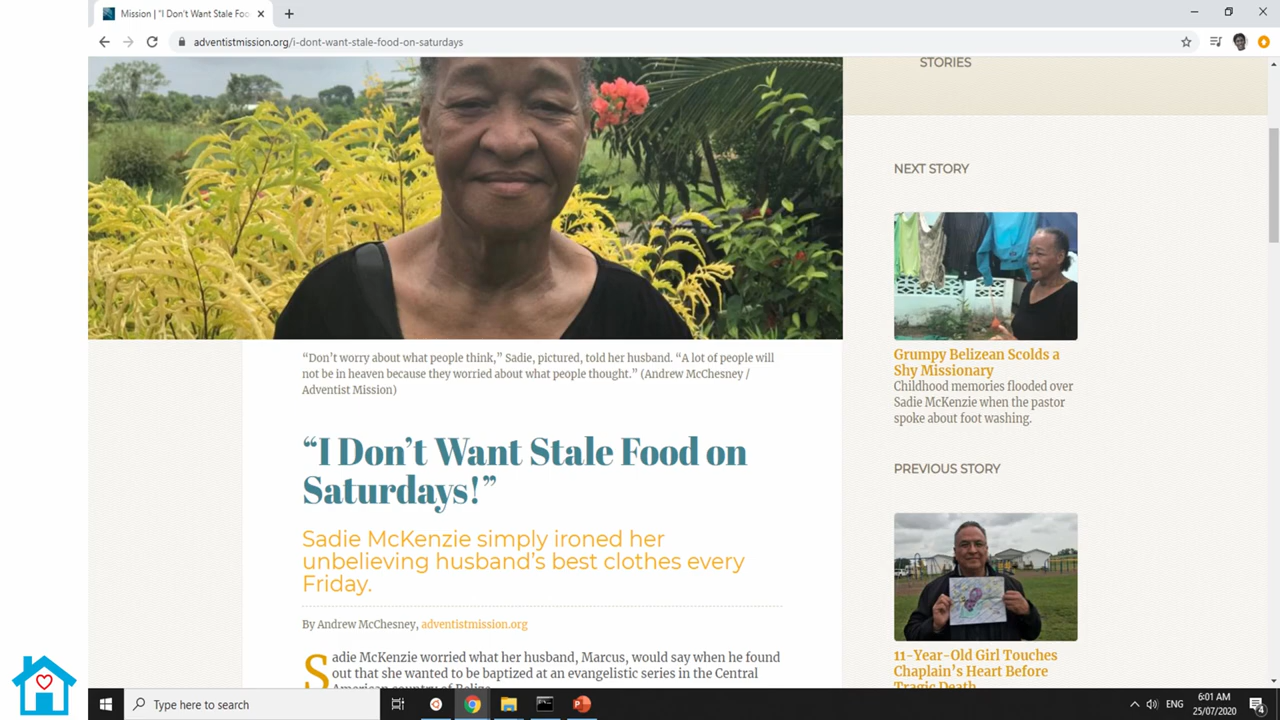 Mission | "I Don't Want Stale Foo
adventistmission.org/i-dont-want-stale-food-on-saturdays
STORIES
“Don’t worry about what people think,” Sadie, pictured, told her husband. “A lot of people will
not be in heaven because they worried about what people thought.” (Andrew McChesney /
Adventist Mission)
“I Don’t Want Stale Food on
Saturdays!”
Sadie McKenzie simply ironed her
unbelieving husband’s best clothes every
Friday.
By Andrew McChesney, adventistmission.org
Sadie McKenzie worried what her husband, Marcus, would say when he found
out that she wanted to be baptized at an evangelistic series in the Central
American country of Belize.
NEXT STORY
Grumpy Belizean Scolds a
Shy Missionary
Childhood memories flooded over
Sadie McKenzie when the pastor
spoke about foot washing.
PREVIOUS STORY
11-Year-Old Girl Touches
Chaplain’s Heart Before
Tragic Death
Type here to search
ENG
6:01 AM
25/07/2020
4